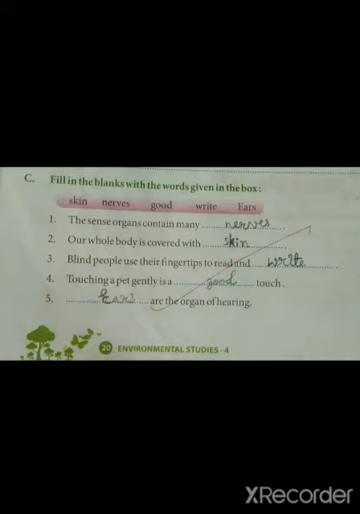 C. Fill in the blanks with the words given in the box :
skin nerves good write Ears
1. The sense organs contain many ....... nerves .......
2. Our whole body is covered with ....... skin .......
3. Blind people use their fingertips to read and .... write .......
4. Touching a pet gently is a ....... good ....... touch.
5. ....... Ears ....... are the organ of hearing.
20 ENVIRONMENTAL STUDIES - 4
XRecorder